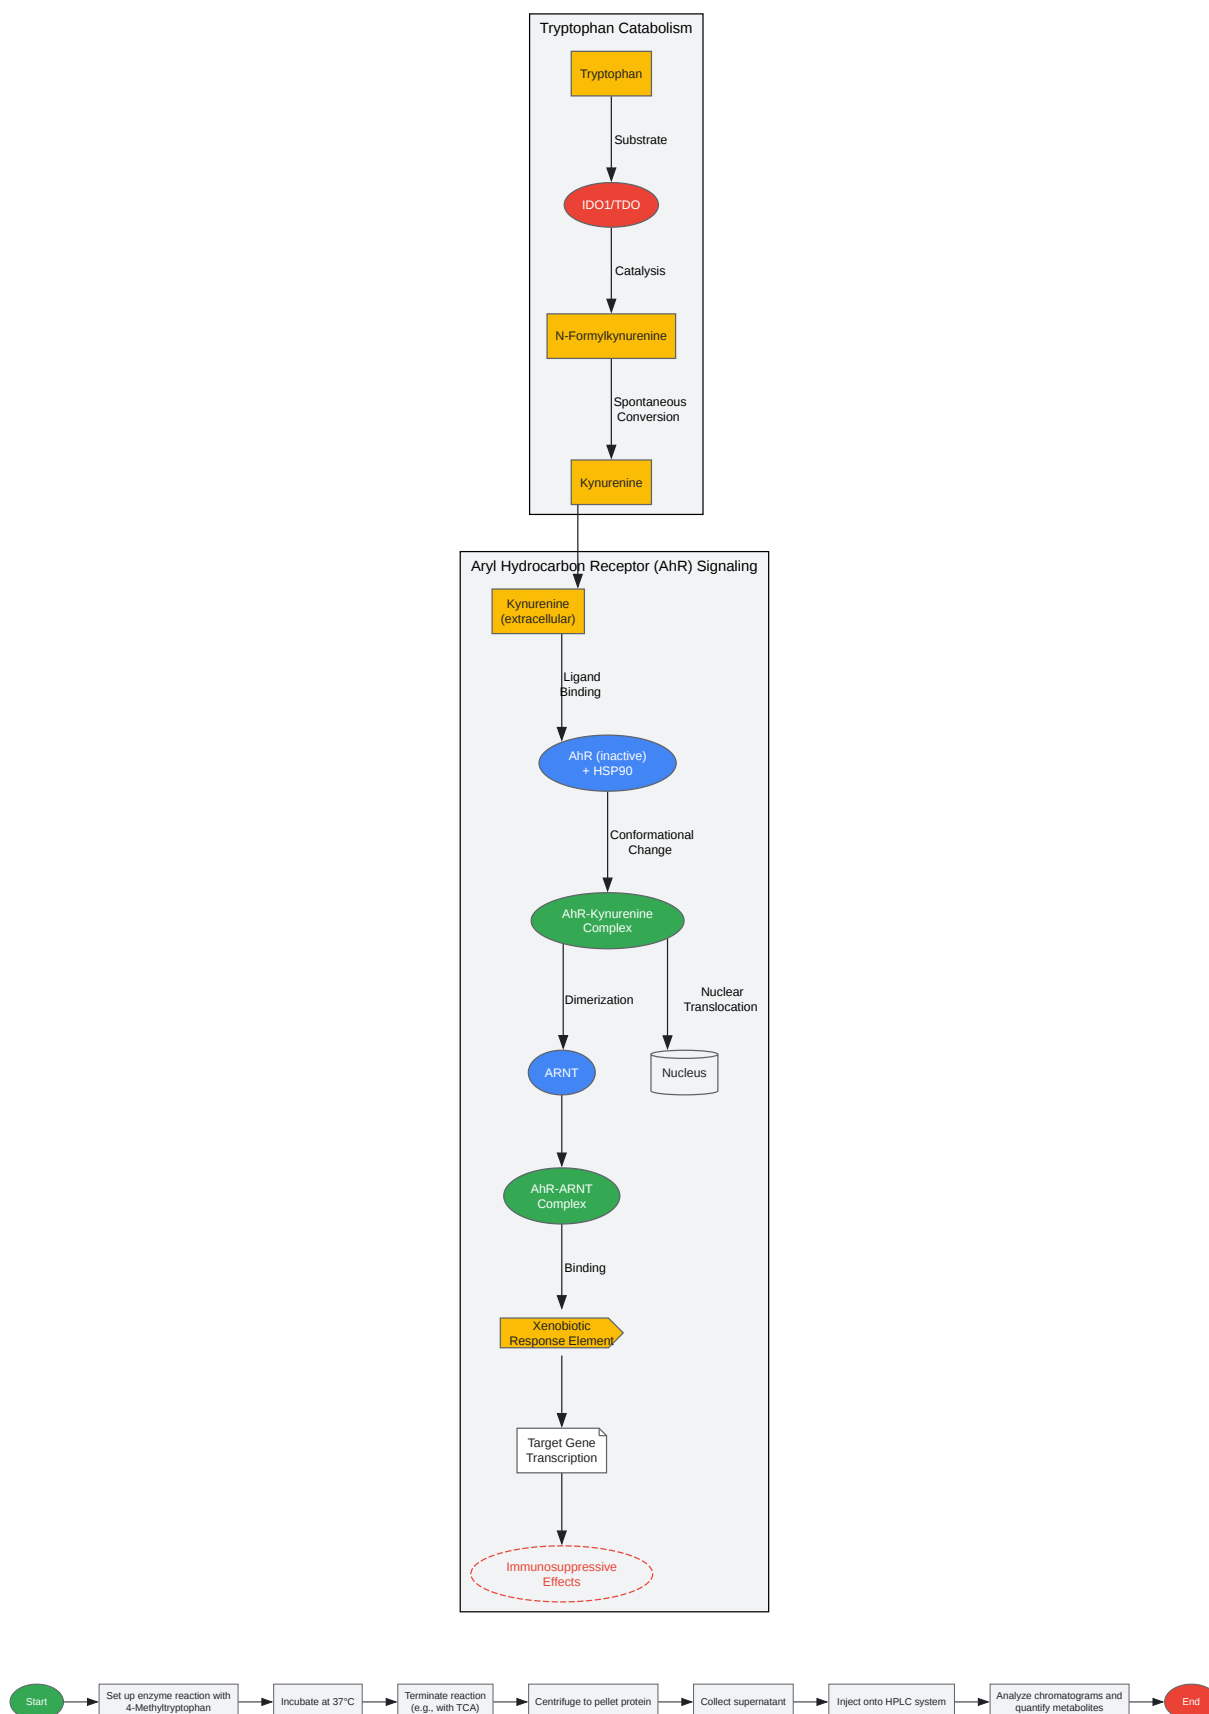 Tryptophan Catabolism
Tryptophan
Substrate
IDO1/TDO
Catalysis
N-Formylkynurenine
Spontaneous
Conversion
Kynurenine
Aryl Hydrocarbon Receptor (AhR) Signaling
Kynurenine
(extracellular)
Ligand
Binding
AhR (inactive)
+ HSP90
Conformational
Change
AhR-Kynurenine
Complex
Dimerization
Nuclear
Translocation
ARNT
Nucleus
AhR-ARNT
Complex
Binding
Xenobiotic
Response Element
Target Gene
Transcription
Immunosuppressive
Effects
Start
Set up enzyme reaction with
4-Methyltryptophan
Incubate at 37°C
Terminate reaction
(e.g., with TCA)
Centrifuge to pellet protein
Collect supernatant
Inject onto HPLC system
Analyze chromatograms and
quantify metabolites
End